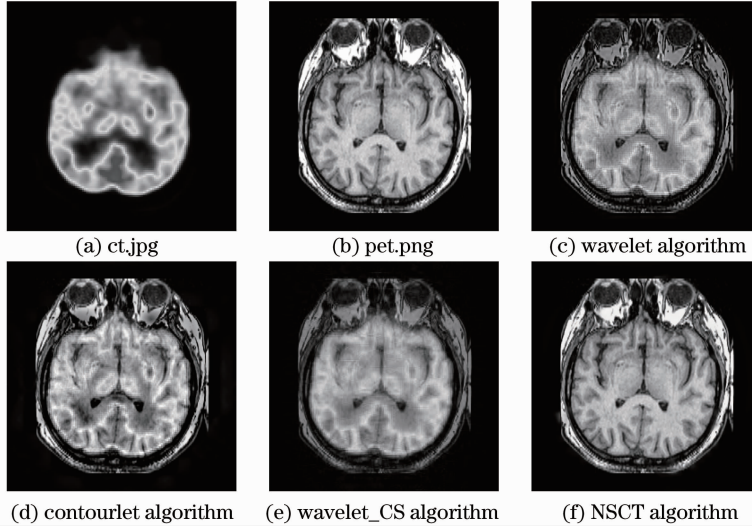 (a) ct.jpg
(b) pet.png
(c) wavelet algorithm
(d) contourlet algorithm
(e) wavelet_CS algorithm
(f) NSCT algorithm